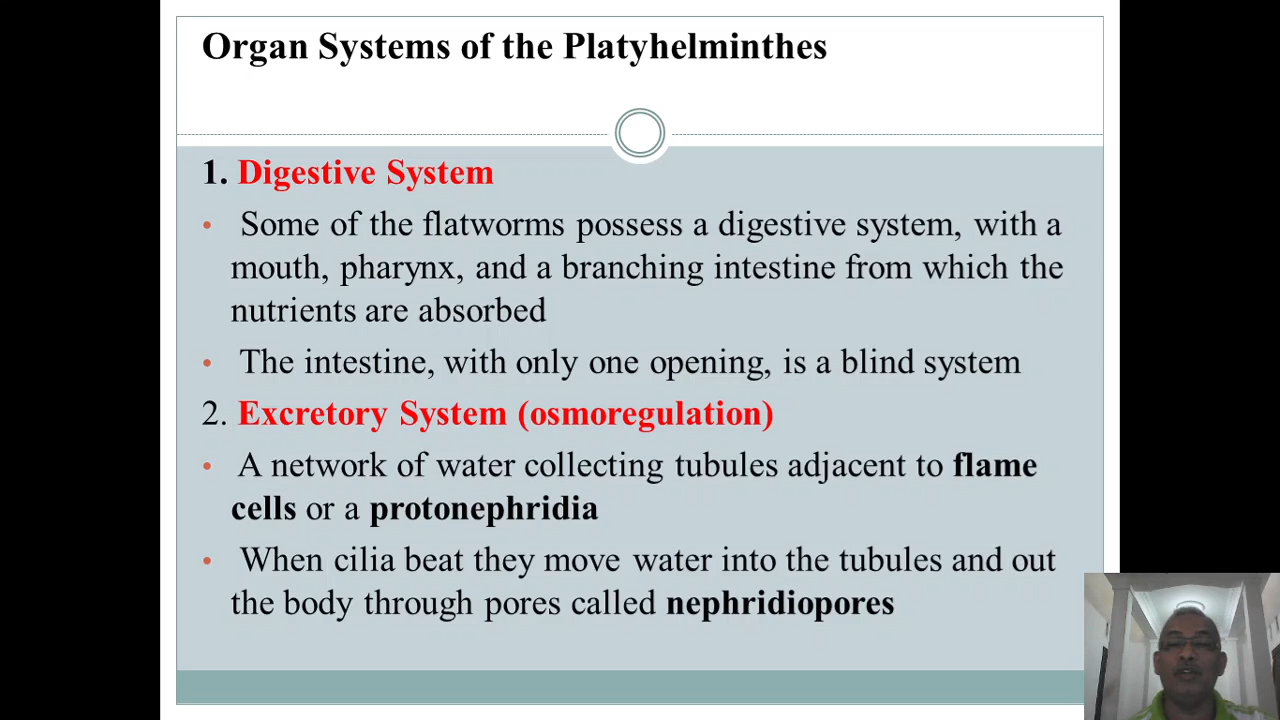 Organ Systems of the Platyhelminthes
1. Digestive System
• Some of the flatworms possess a digestive system, with a
mouth, pharynx, and a branching intestine from which the
nutrients are absorbed
• The intestine, with only one opening, is a blind system
2. Excretory System (osmoregulation)
• A network of water collecting tubules adjacent to flame
cells or a protonephridia
• When cilia beat they move water into the tubules and out
the body through pores called nephridiopores